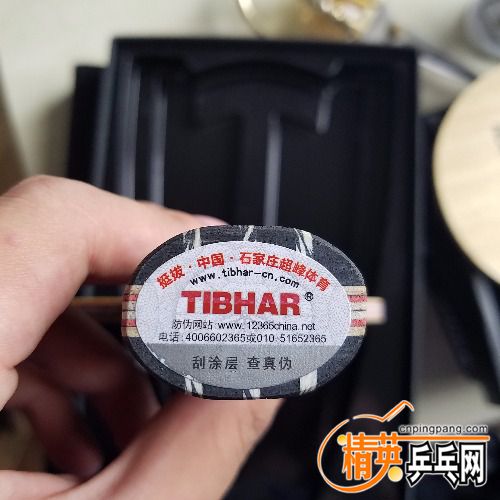 挺拔·中国·石家庄超峰体育
www.tibhar-cn.com
TIBHAR®
防伪网站:www.12365china.net
电话:4006602365或010-51652365
刮涂层 查真伪
cnpingpang.com
精英乒乓网